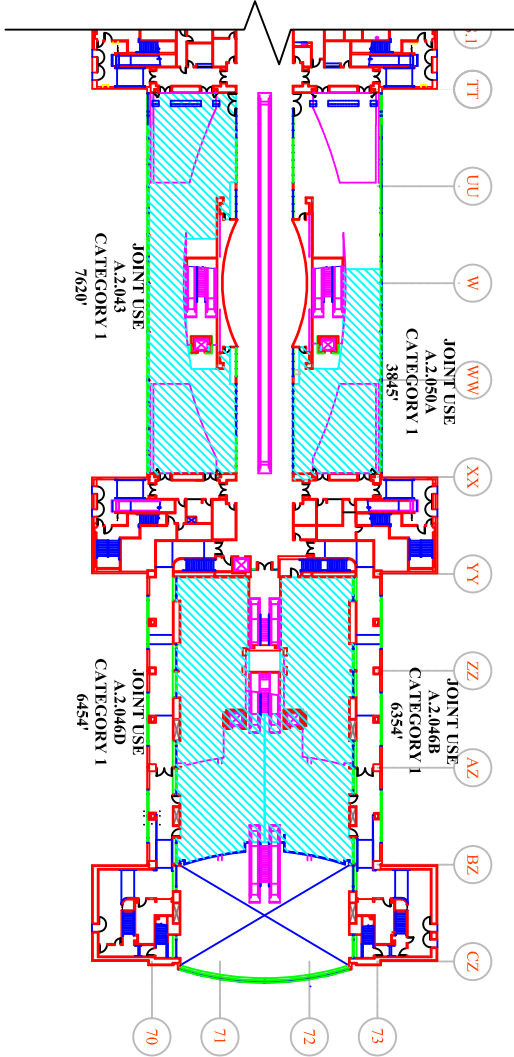 TT
UU
W
WW
XX
YY
ZZ
AZ
BZ
CZ
JOINT USE
A.2.050A
CATEGORY 1
3845'
JOINT USE
A.2.043
CATEGORY 1
7620'
JOINT USE
A.2.046B
CATEGORY 1
6354'
JOINT USE
A.2.046D
CATEGORY 1
6454'
70
71
72
73